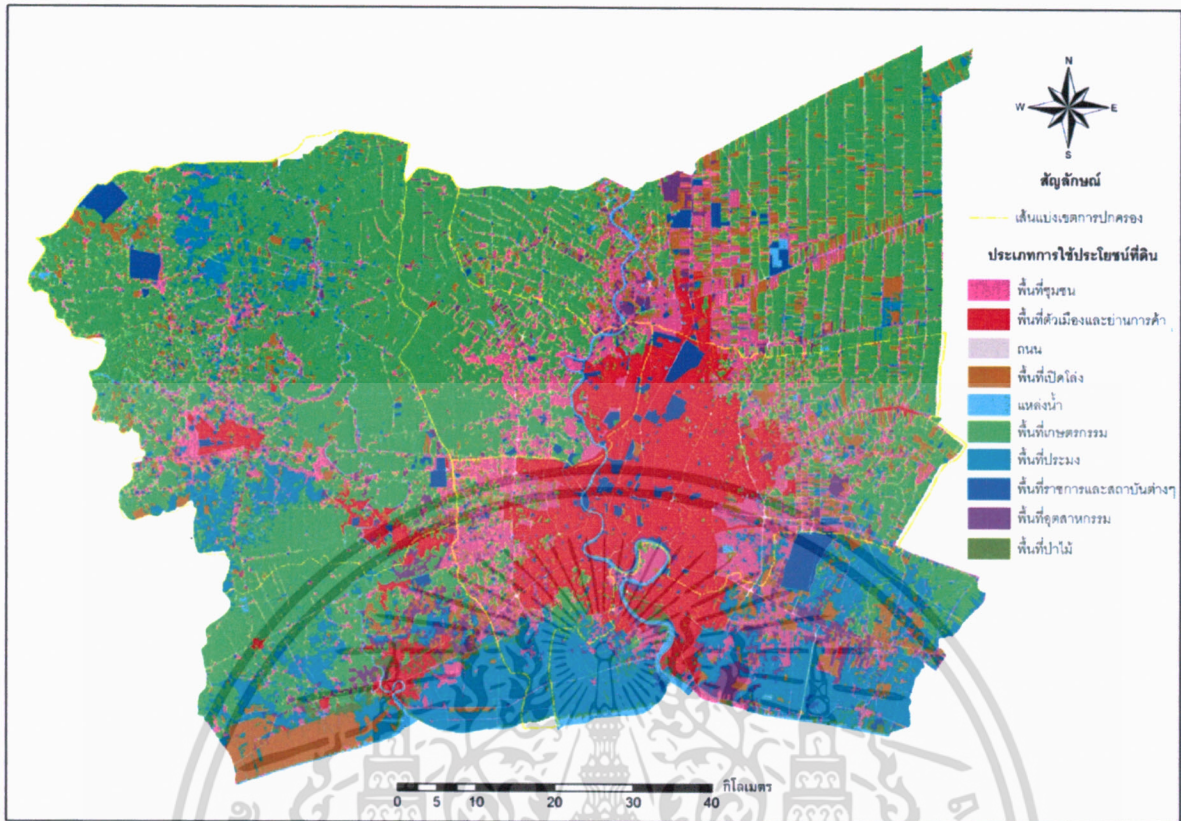 N
W E
S
สัญลักษณ์
เส้นแบ่งเขตการปกครอง
ประเภทการใช้ประโยชน์ที่ดิน
พื้นที่ชุมชน
พื้นที่ตัวเมืองและย่านการค้า
ถนน
พื้นที่เปิดโล่ง
แหล่งน้ำ
พื้นที่เกษตรกรรม
พื้นที่ประมง
พื้นที่ราชการและสถาบันต่างๆ
พื้นที่อุตสาหกรรม
พื้นที่ป่าไม้
กิโลเมตร
0 5 10 20 30 40